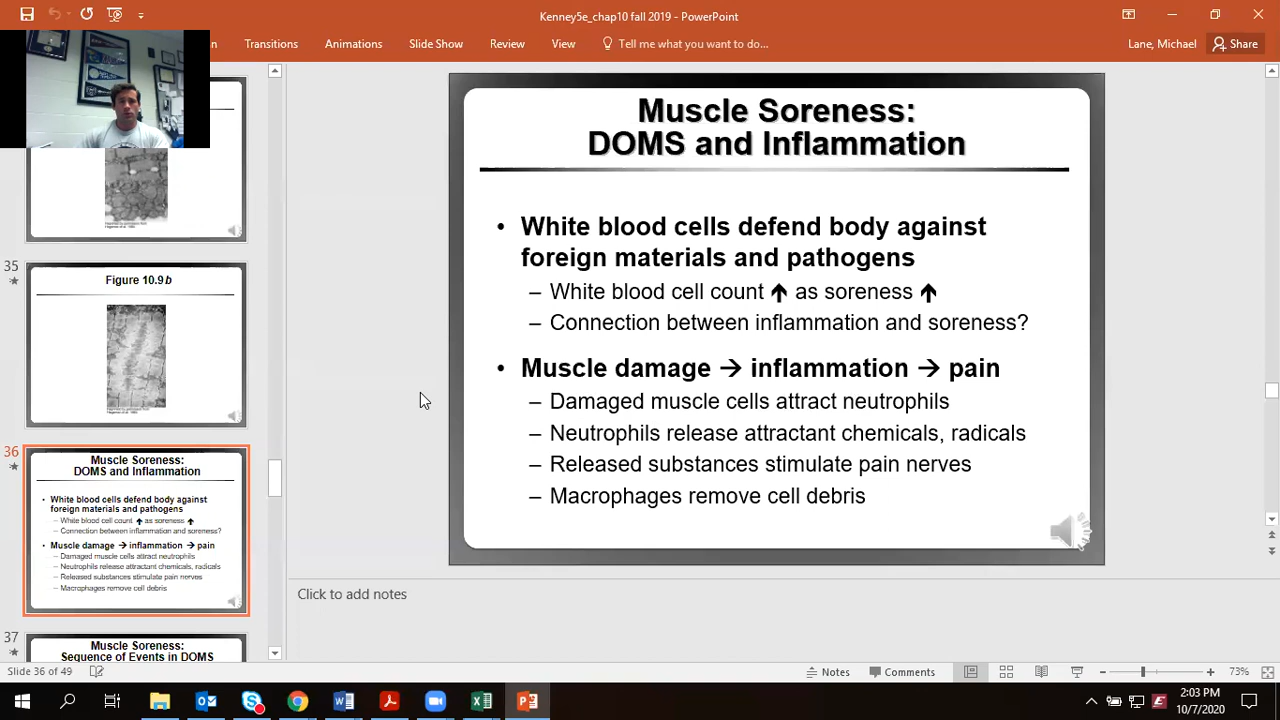 Kenney5e_chap10 fall 2019 - PowerPoint
Transitions Animations Slide Show Review View Tell me what you want to do... Lane, Michael Share
35
Figure 10.9b
36
Muscle Soreness:
DOMS and Inflammation
• White blood cells defend body against
foreign materials and pathogens
– White blood cell count ↑ as soreness ↑
– Connection between inflammation and soreness?
• Muscle damage → inflammation → pain
– Damaged muscle cells attract neutrophils
– Neutrophils release attractant chemicals, radicals
– Released substances stimulate pain nerves
– Macrophages remove cell debris
37
Muscle Soreness:
Sequence of Events in DOMS
Muscle Soreness:
DOMS and Inflammation
• White blood cells defend body against
foreign materials and pathogens
– White blood cell count ↑ as soreness ↑
– Connection between inflammation and soreness?
• Muscle damage → inflammation → pain
– Damaged muscle cells attract neutrophils
– Neutrophils release attractant chemicals, radicals
– Released substances stimulate pain nerves
– Macrophages remove cell debris
Click to add notes
Slide 36 of 49 Notes Comments 73%
2:03 PM
10/7/2020